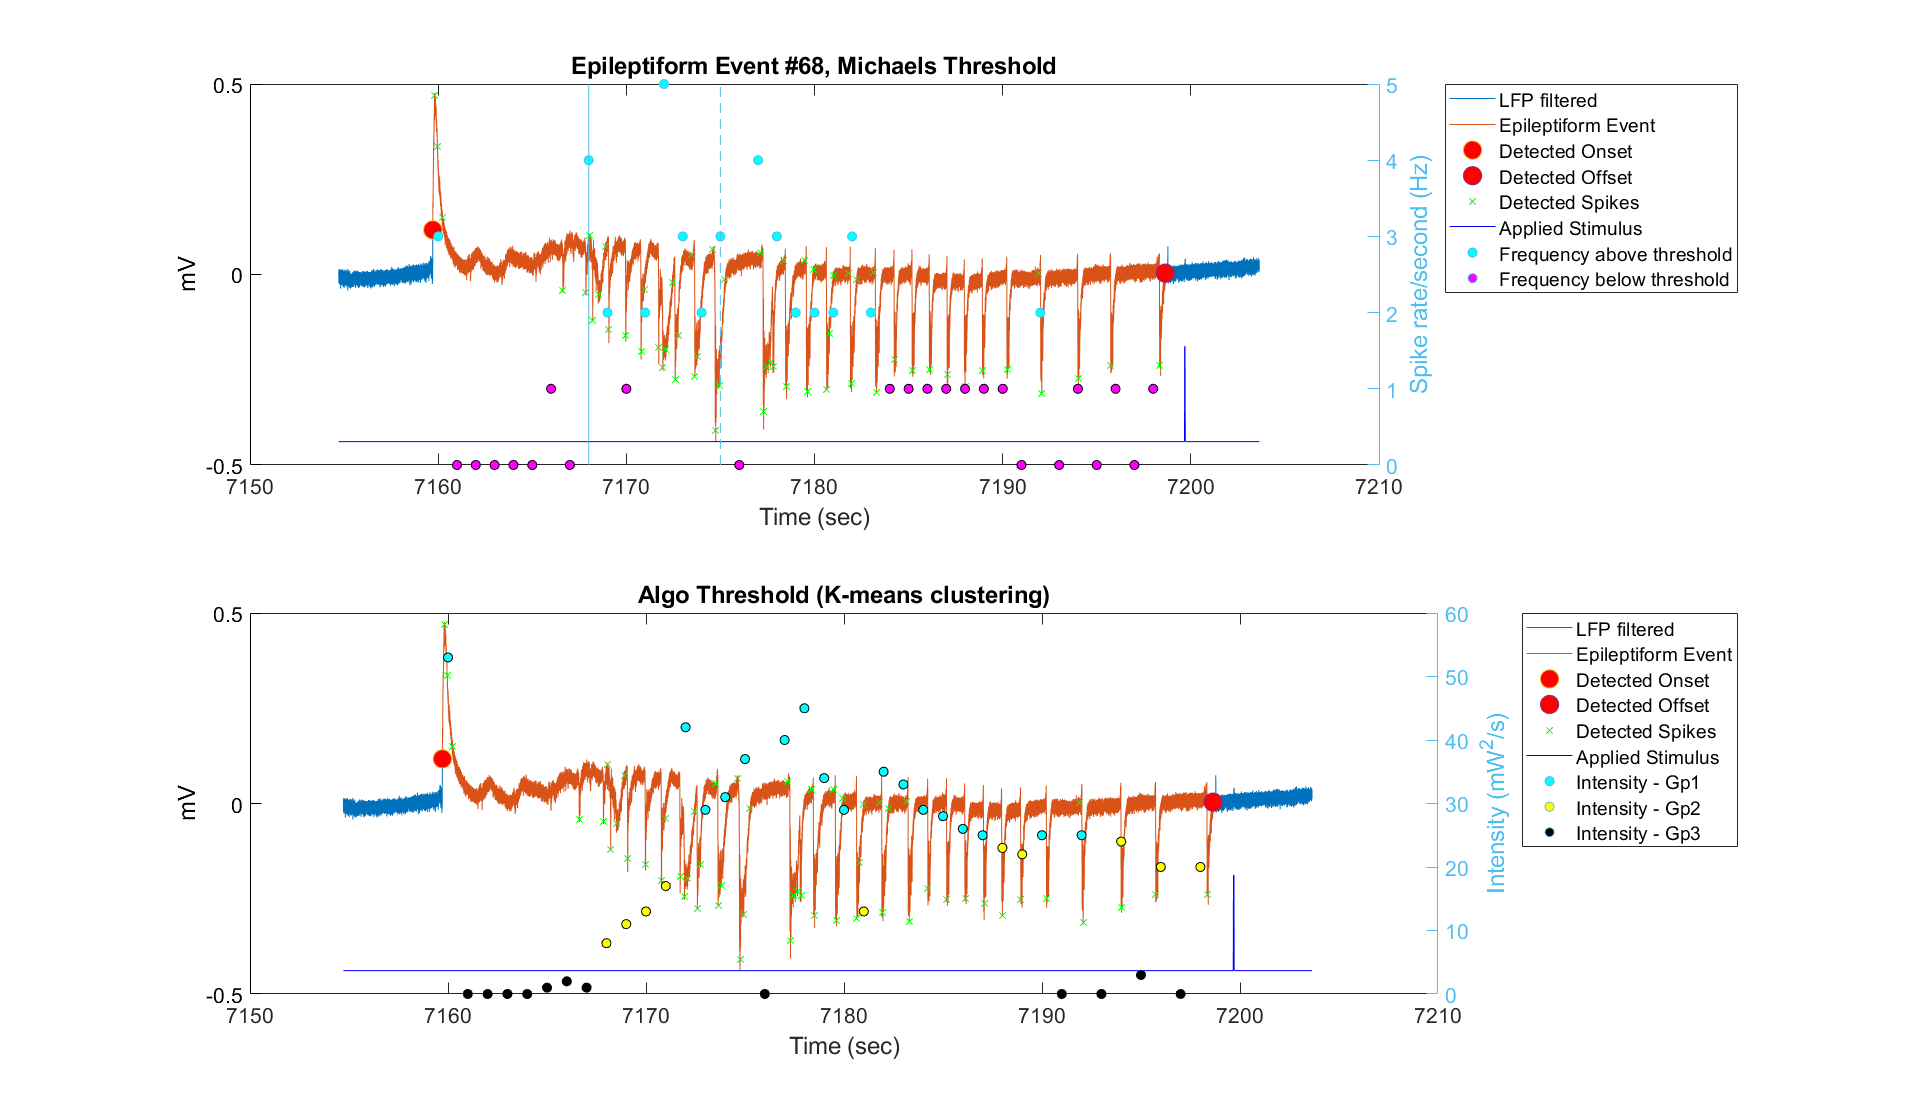 Epileptiform Event #68, Michaels Threshold
0.5
0
-0.5
mV
7150
7160
7170
7180
7190
7200
7210
Time (sec)
5
4
3
2
1
0
Spike rate/second (Hz)
LFP filtered
Epileptiform Event
Detected Onset
Detected Offset
Detected Spikes
Applied Stimulus
Frequency above threshold
Frequency below threshold
Algo Threshold (K-means clustering)
0.5
0
-0.5
mV
7150
7160
7170
7180
7190
7200
7210
Time (sec)
60
50
40
30
20
10
0
Intensity (mW²/s)
LFP filtered
Epileptiform Event
Detected Onset
Detected Offset
Detected Spikes
Applied Stimulus
Intensity - Gp1
Intensity - Gp2
Intensity - Gp3